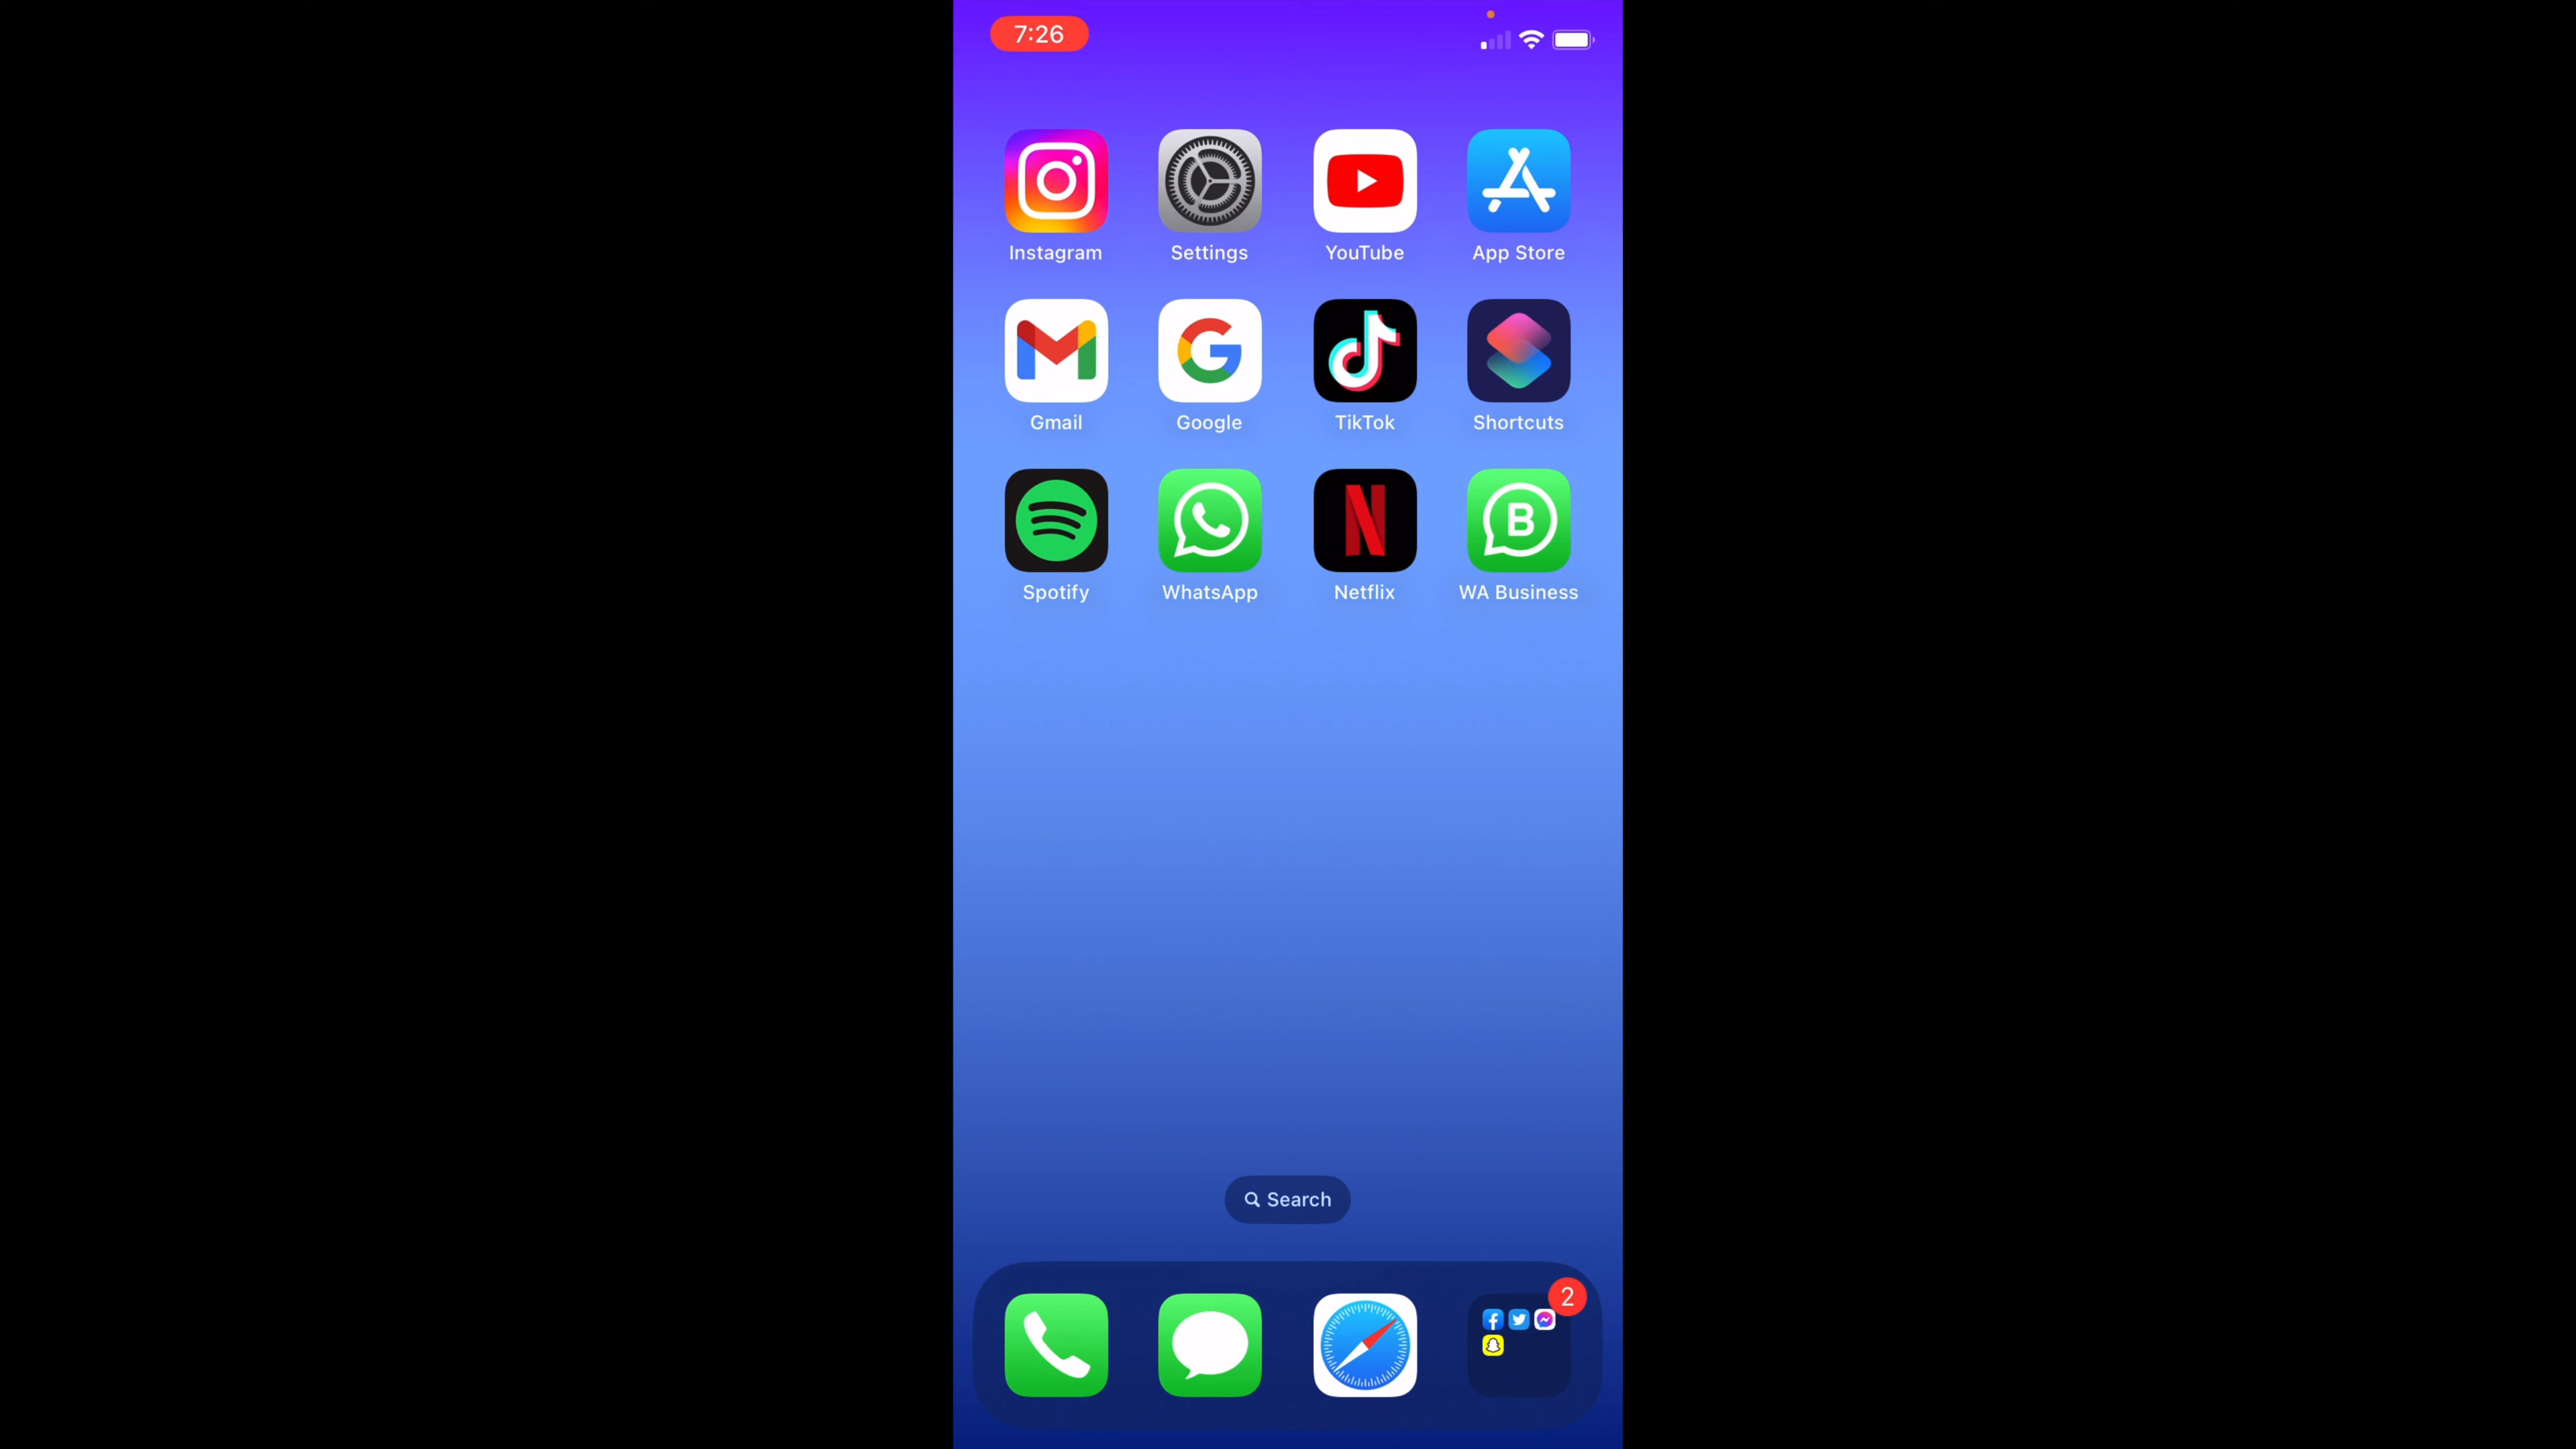 7:26
Instagram Settings YouTube App Store
Gmail Google TikTok Shortcuts
Spotify WhatsApp Netflix WA Business
Search
2